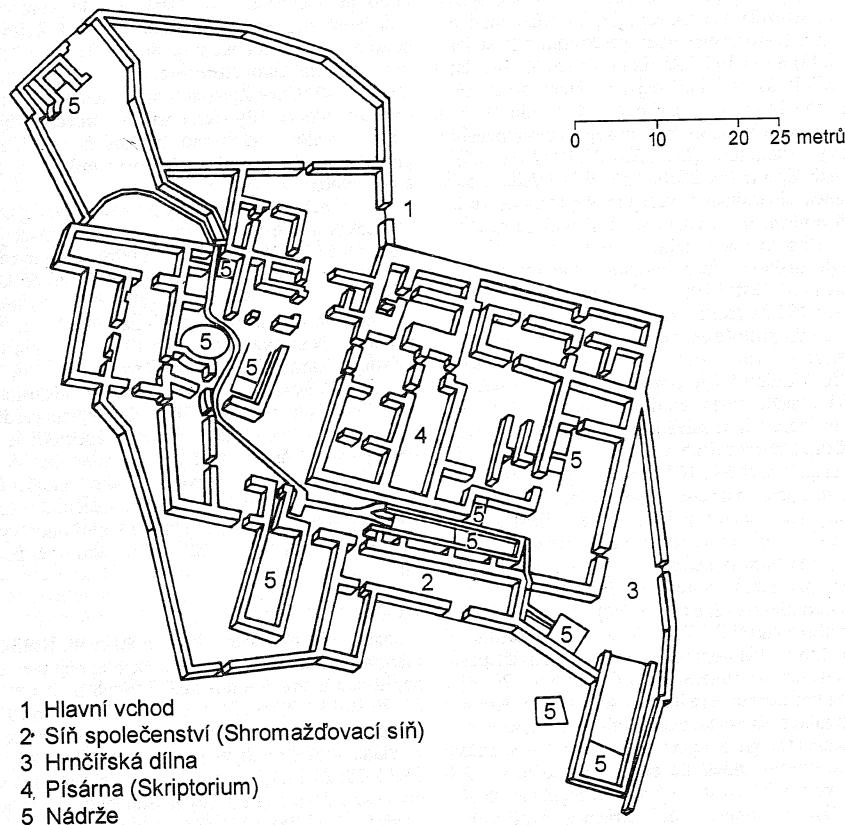 5
0 10 20 25 metrů
1
5
5
5
4
5
5
5
5
2
3
5
5
5
1 Hlavní vchod
2 Síň společenství (Shromažďovací síň)
3 Hrnčířská dílna
4 Písárna (Skriptorium)
5 Nádrže